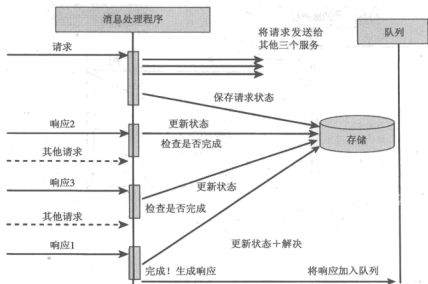 消息处理程序
队列
请求
将请求发送给
其他三个服务
保存请求状态
响应2
更新状态
检查是否完成
存储
其他请求
响应3
更新状态
检查是否完成
其他请求
响应1
更新状态+解决
完成！生成响应
将响应加入队列